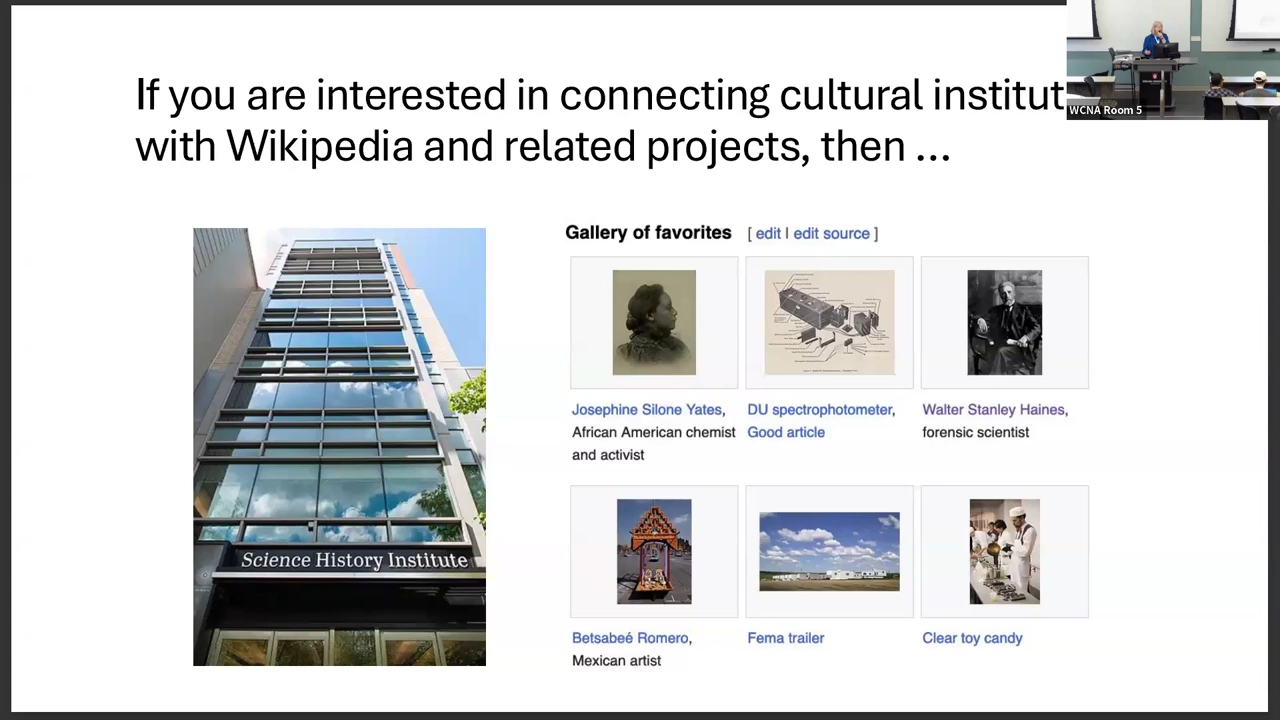 If you are interested in connecting cultural institut
with Wikipedia and related projects, then ...
WCNA Room 5
Science History Institute
Gallery of favorites [ edit | edit source ]
Josephine Silone Yates,
African American chemist
and activist
DU spectrophotometer,
Good article
Walter Stanley Haines,
forensic scientist
Betsabeé Romero,
Mexican artist
Fema trailer
Clear toy candy